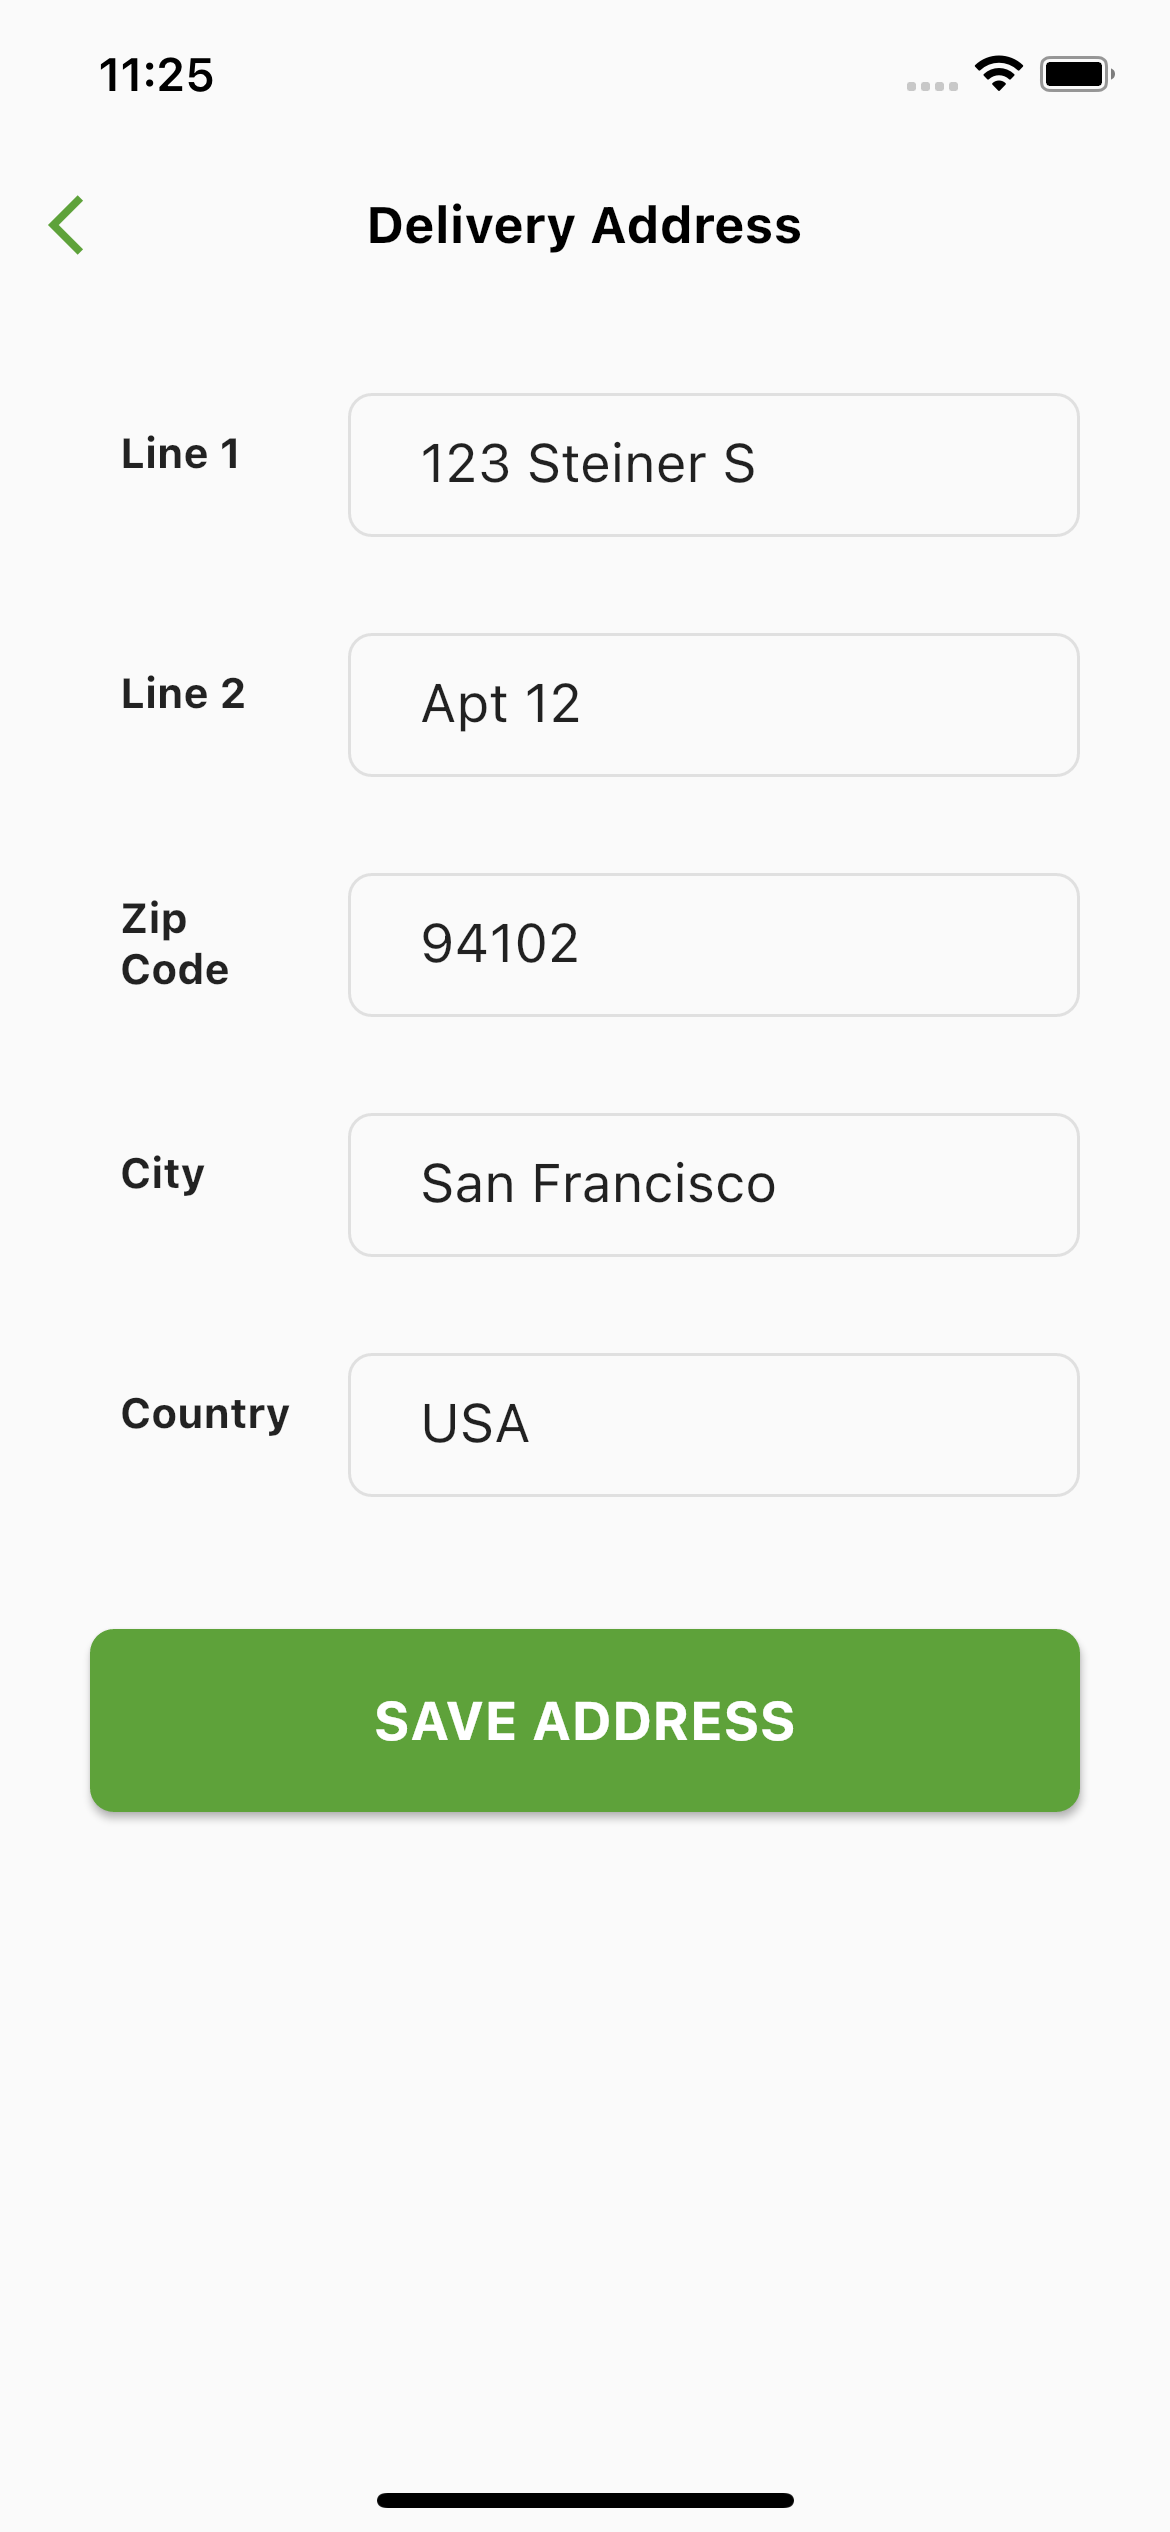 11:25
Delivery Address
Line 1
123 Steiner S
Line 2
Apt 12
Zip
Code
94102
City
San Francisco
Country
USA
SAVE ADDRESS